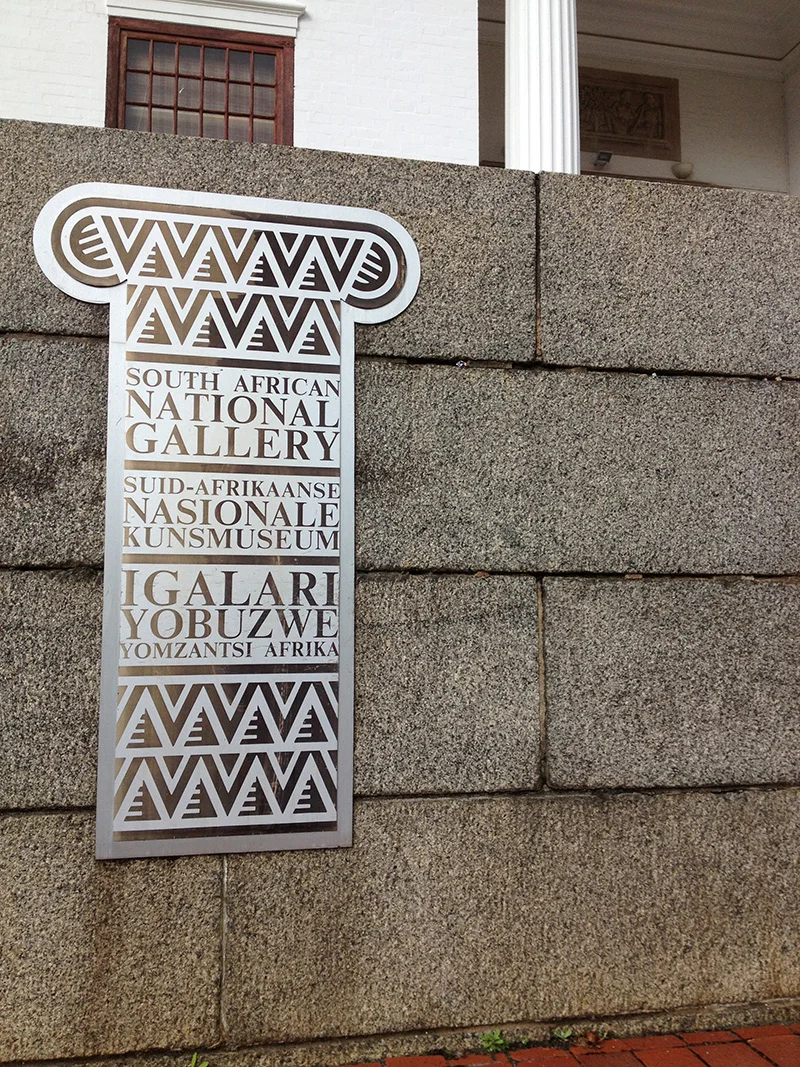 SOUTH AFRICAN
NATIONAL
GALLERY
SUID-AFRIKAANSE
NASIONALE
KUNSMUSEUM
IGALARI
YOBUZWE
YOMZANTSI AFRIKA